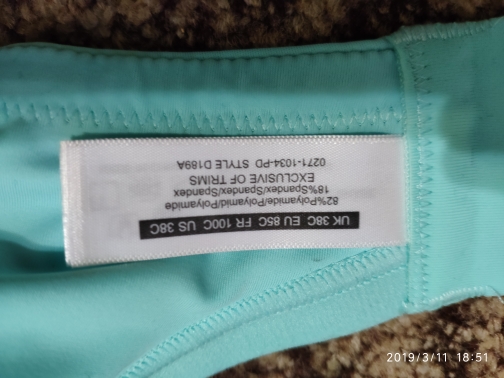 UK 38C EU 85C FR 100C US 38C
82%Polyamide/Polyamid/Polyamide
18%Spandex/Spandex/Spandex
EXCLUSIVE OF TRIMS
0271-1034-PD STYLE D189A
2019/3/11 18:51